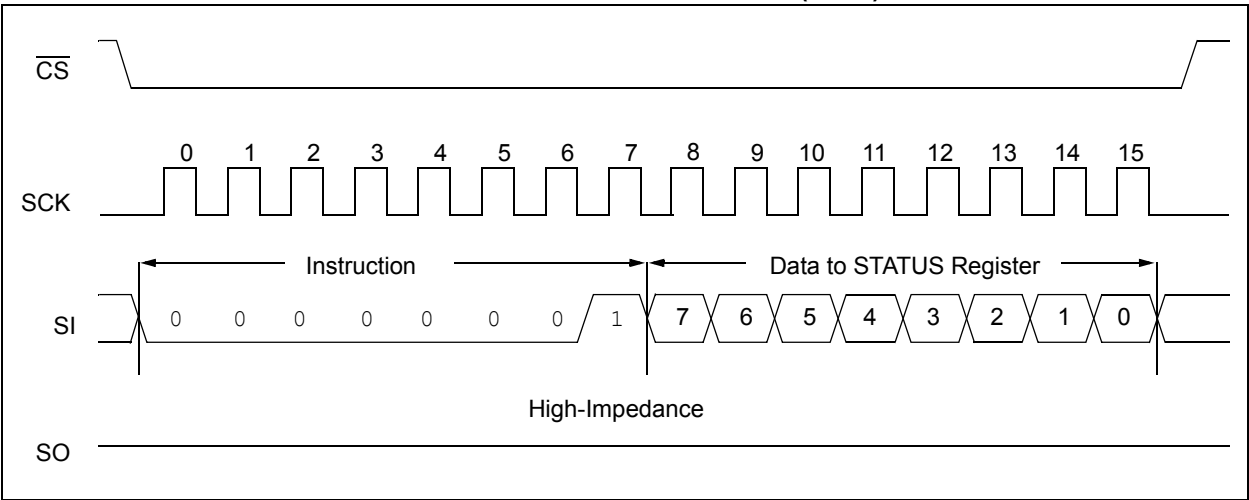 CS
0 1 2 3 4 5 6 7 8 9 10 11 12 13 14 15
SCK
Instruction Data to STATUS Register
SI 0 0 0 0 0 0 0 1 7 6 5 4 3 2 1 0
High-Impedance
SO